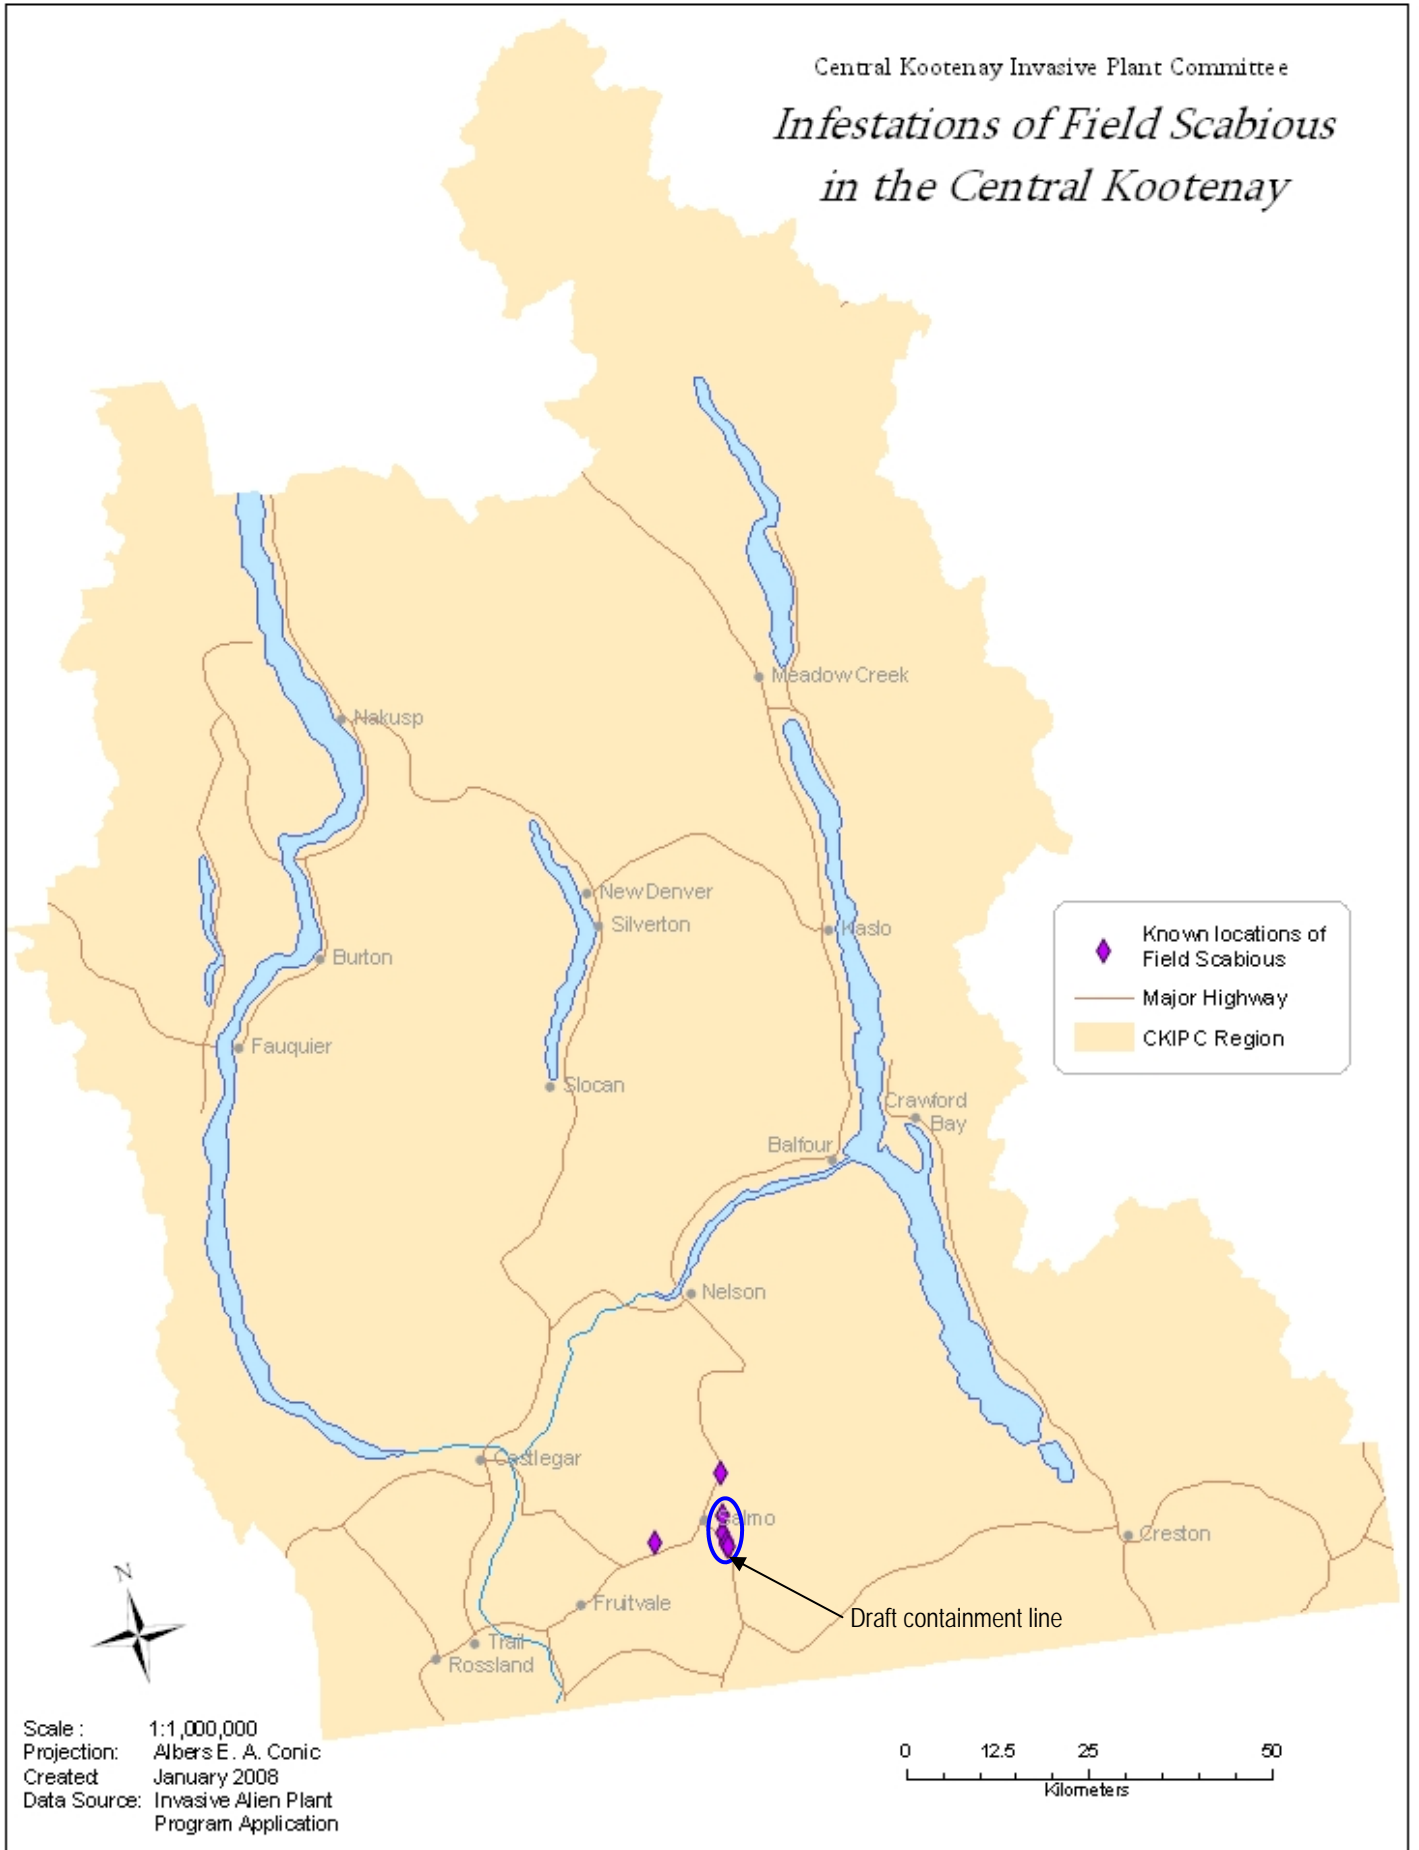 Central Kootenay Invasive Plant Committee
Infestations of Field Scabious
in the Central Kootenay
Meadow Creek
Nakusp
New Denver
Silverton
Kaslo
Known locations of
Field Scabious
Major Highway
CKIPC Region
Burton
Fauquier
Slocan
Crawford
Bay
Balfour
Nelson
Castlegar
Salmo
Creston
Fruitvale
Draft containment line
Trail
Rossland
N
Scale : 1:1,000,000
Projection: Albers E. A. Conic
Created January 2008
Data Source: Invasive Alien Plant
Program Application
0 12.5 25 50
Kilometers